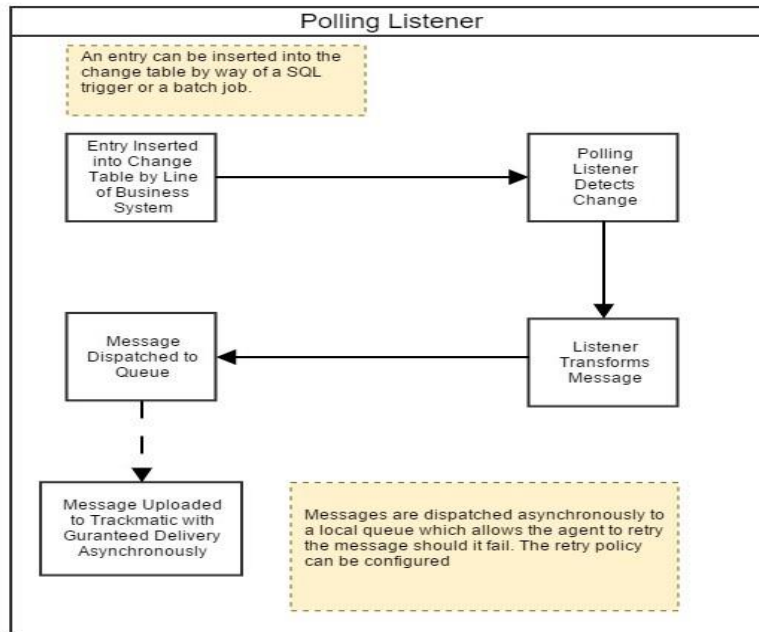 Polling Listener
An entry can be inserted into the
change table by way of a SQL
trigger or a batch job.
Entry Inserted
into Change
Table by Line
of Business
System
Polling
Listener
Detects
Change
Message
Dispatched to
Queue
Listener
Transforms
Message
Message Uploaded
to Trackmatic with
Guranteed Delivery
Asynchronously
Messages are dispatched asynchronously to
a local queue which allows the agent to retry
the message should it fail. The retry policy
can be configured